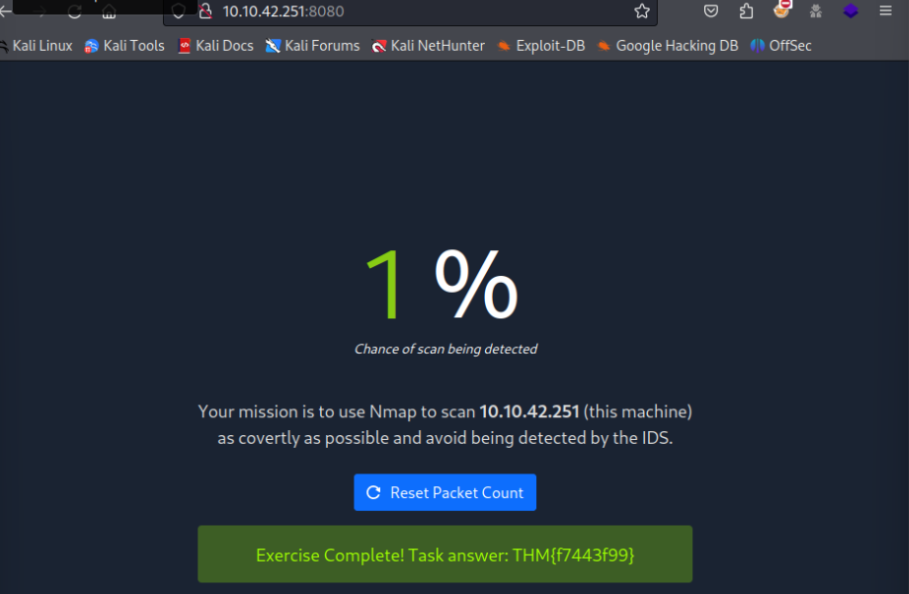 10.10.42.251:8080
Kali Linux Kali Tools Kali Docs Kali Forums Kali NetHunter Exploit-DB Google Hacking DB OffSec
1 %
Chance of scan being detected
Your mission is to use Nmap to scan 10.10.42.251 (this machine)
as covertly as possible and avoid being detected by the IDS.
Reset Packet Count
Exercise Complete! Task answer: THM{f7443f99}